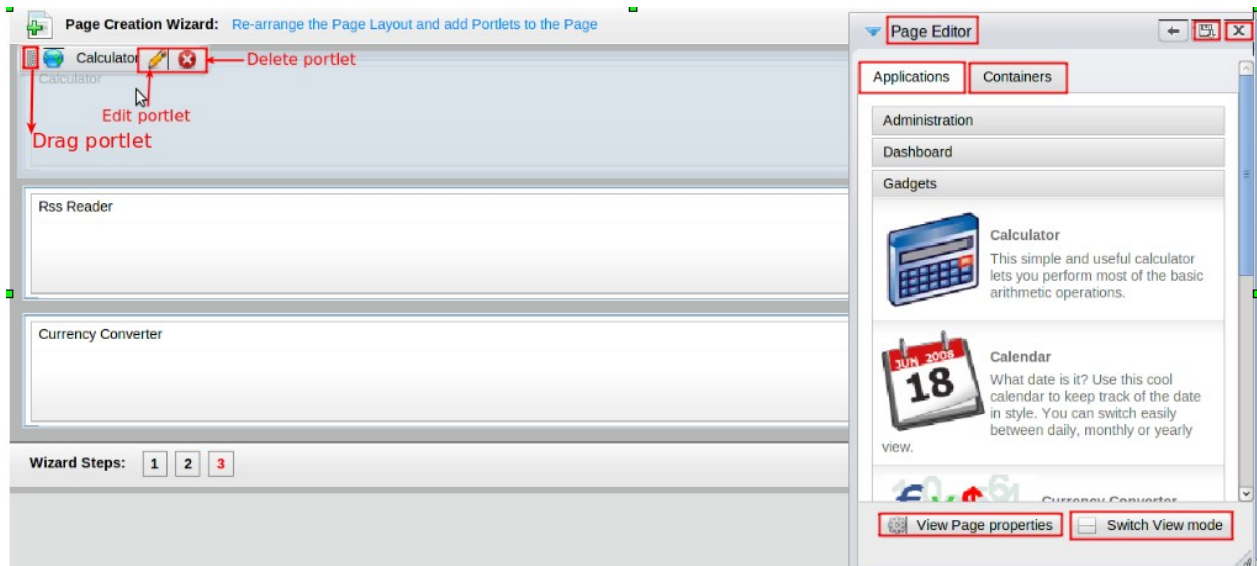 Page Creation Wizard: Re-arrange the Page Layout and add Portlets to the Page
Calculator
Delete portlet
Calculator
Edit portlet
Drag portlet
Rss Reader
Currency Converter
Wizard Steps: 1 2 3
Page Editor
Applications Containers
Administration
Dashboard
Gadgets
Calculator
This simple and useful calculator
lets you perform most of the basic
arithmetic operations.
JUN 2008
18
Calendar
What date is it? Use this cool
calendar to keep track of the date
in style. You can switch easily
between daily, monthly or yearly
view.
Currency Converter
View Page properties
Switch View mode